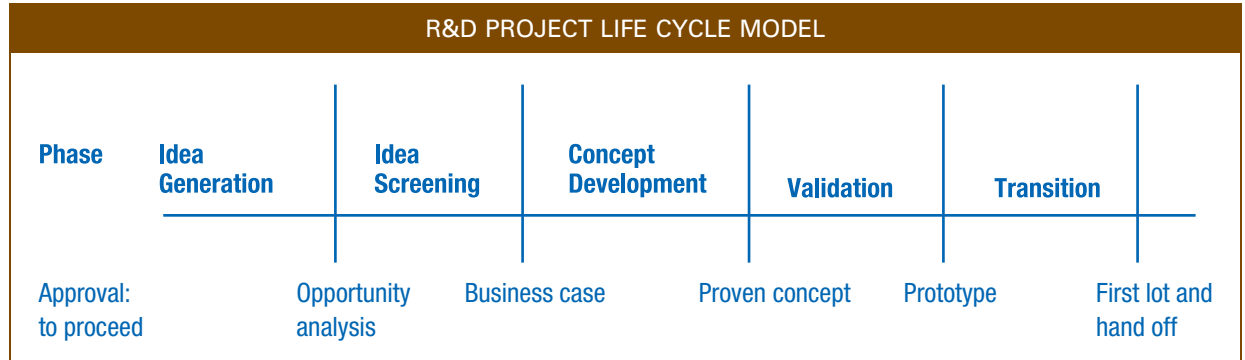 R&D PROJECT LIFE CYCLE MODEL
Phase
Idea
Generation
Idea
Screening
Concept
Development
Validation
Transition
Approval:
to proceed
Opportunity
analysis
Business case
Proven concept
Prototype
First lot and
hand off